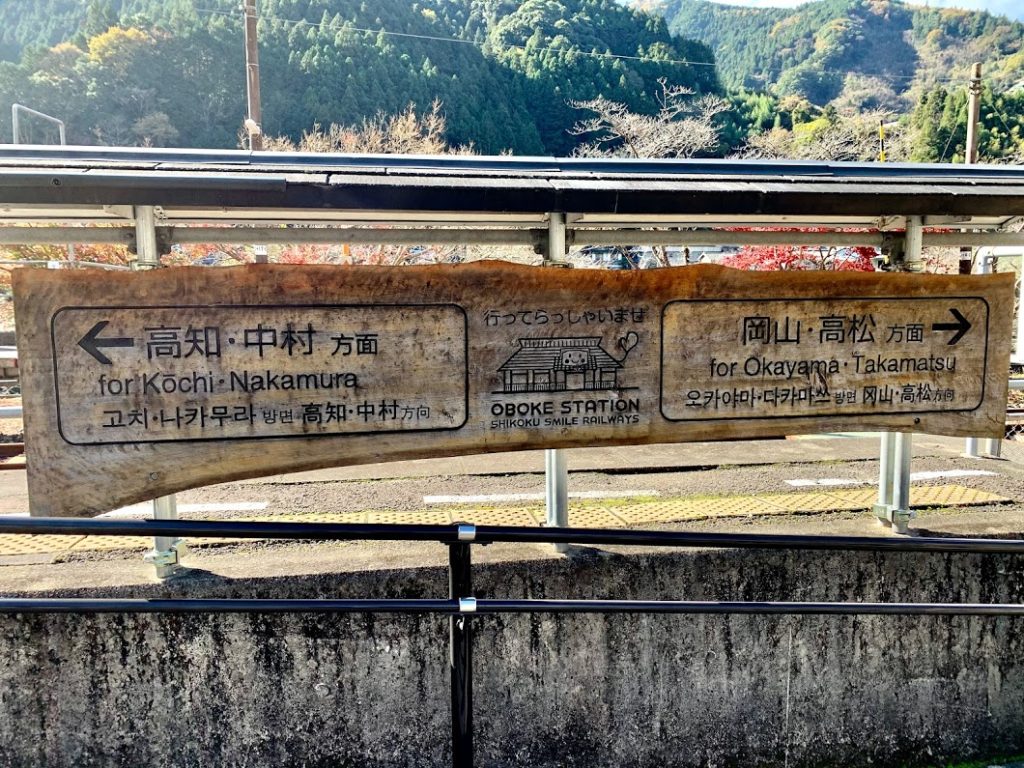 ← 高知・中村 方面
for Kōchi・Nakamura
고치・나카무라 방면 高知・中村方向
行ってらっしゃいませ
OBOKE STATION
SHIKOKU SMILE RAILWAYS
岡山・高松 方面 →
for Okayama・Takamatsu
오카야마・다카마쓰 방면 冈山・高松方向